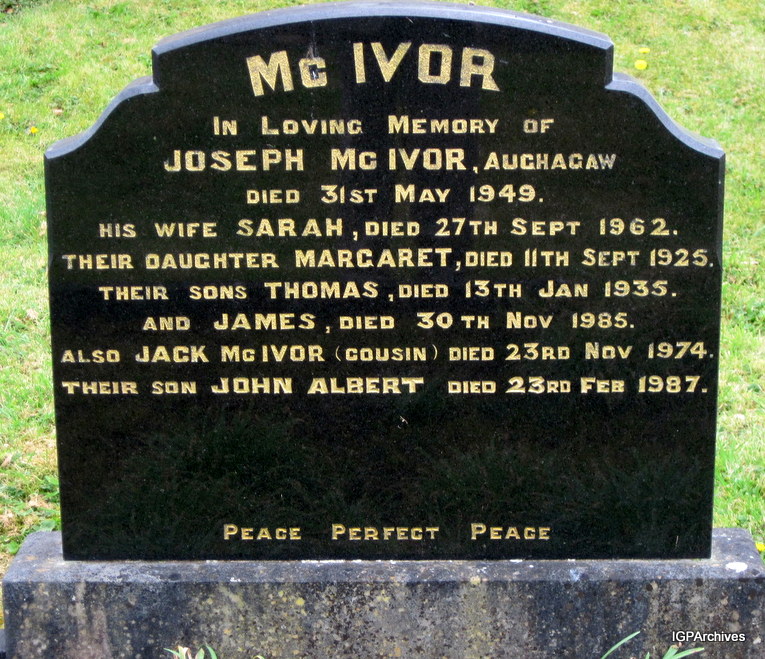 Mc IVOR
In Loving Memory of
JOSEPH Mc IVOR, AUGHAGAW
DIED 31ST MAY 1949.
HIS WIFE SARAH, DIED 27TH SEPT 1962.
THEIR DAUGHTER MARGARET, DIED 11TH SEPT 1925.
THEIR SONS THOMAS, DIED 13TH JAN 1935.
AND JAMES, DIED 30TH NOV 1985.
ALSO JACK McIVOR (COUSIN) DIED 23RD NOV 1974.
THEIR SON JOHN ALBERT DIED 23RD FEB 1987.
PEACE PERFECT PEACE
IGPArchives